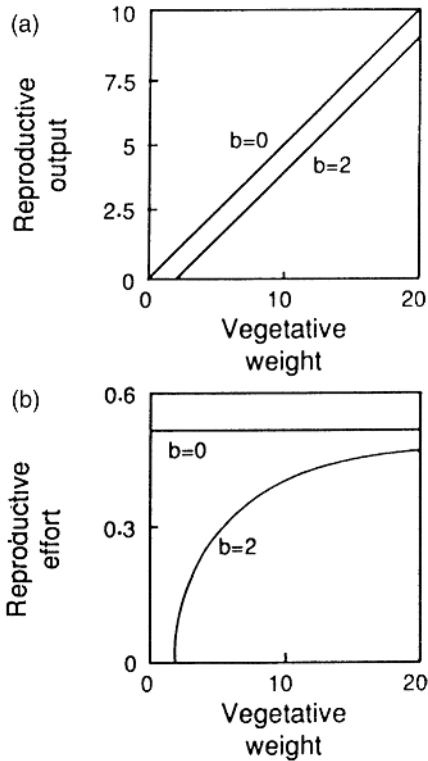 (a)
10
7.5
5
2.5
0
Reproductive
output
b=0
b=2
0
10
20
Vegetative
weight
(b)
0.6
0.3
0
Reproductive
effort
b=0
b=2
0
10
20
Vegetative
weight